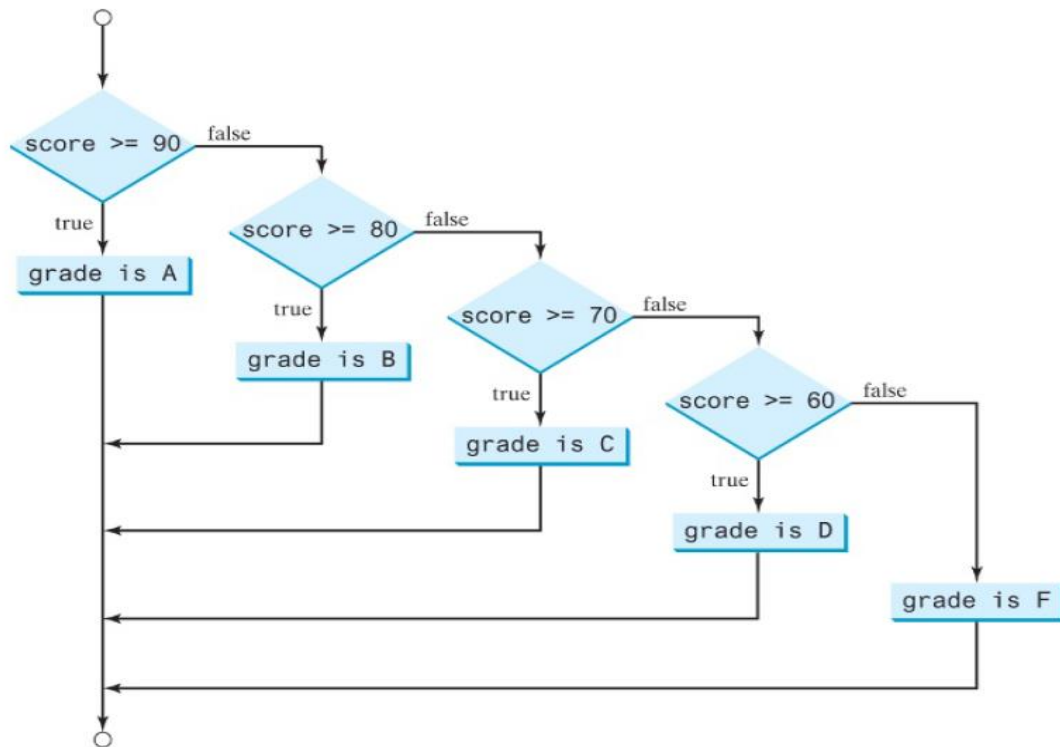 score >= 90
false
true
grade is A
score >= 80
false
true
grade is B
score >= 70
false
true
grade is C
score >= 60
false
true
grade is D
grade is F